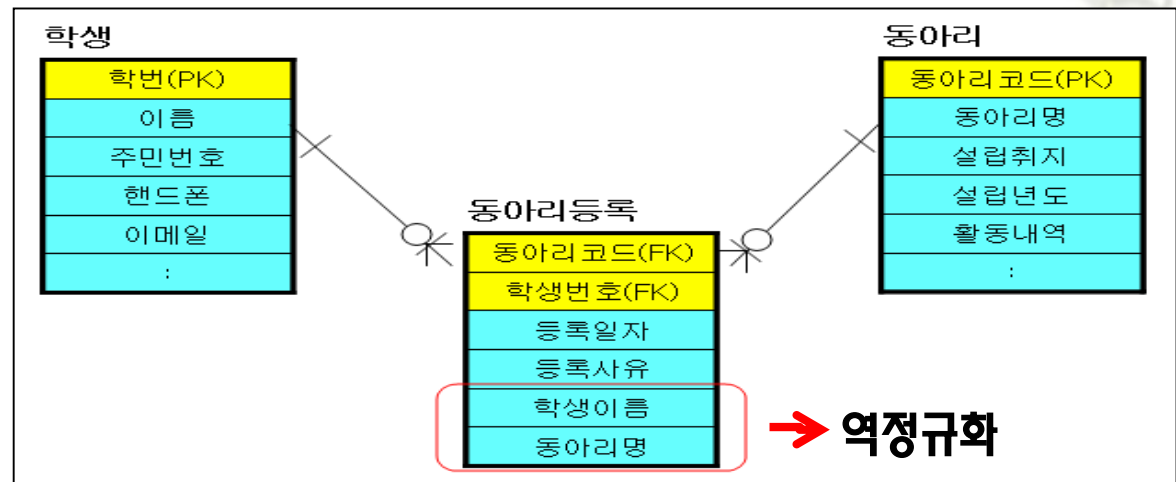 학생
학번(PK)
이름
주민번호
핸드폰
이메일
:
동아리
동아리코드(PK)
동아리명
설립취지
설립년도
활동내역
:
동아리등록
동아리코드(FK)
학생번호(FK)
등록일자
등록사유
학생이름
동아리명
역정규화